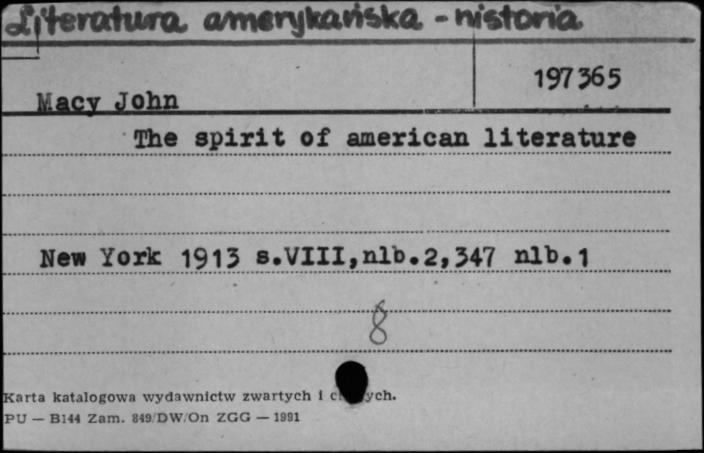 Literatura amerykańska - historia
197365
Macy John
The spirit of american literature
New York 1913 s.VIII,nlb.2,347 nlb.1
8
Karta katalogowa wydawnictw zwartych i
PU — B144 Zam. 849/DW/On ZGG — 1991